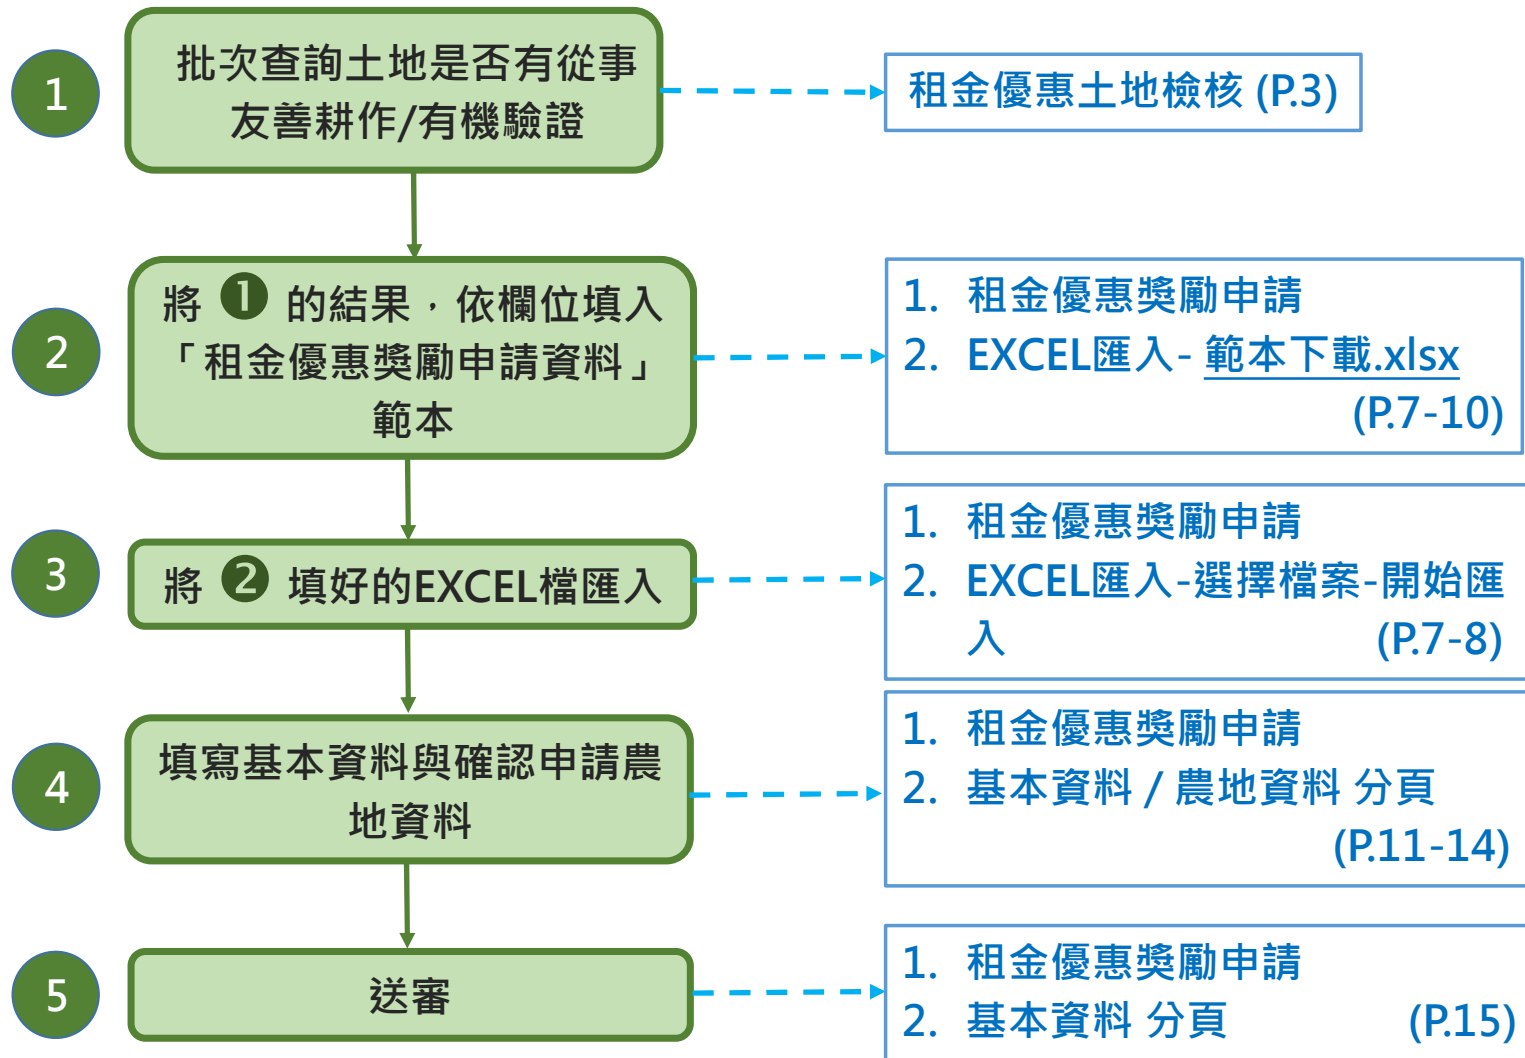 1
批次查詢土地是否有從事
友善耕作/有機驗證
租金優惠土地檢核 (P.3)
2
將 ❶ 的結果，依欄位填入
「租金優惠獎勵申請資料」
範本
1. 租金優惠獎勵申請
2. EXCEL匯入- 範本下載.xlsx
(P.7-10)
3
將 ❷ 填好的EXCEL檔匯入
1. 租金優惠獎勵申請
2. EXCEL匯入-選擇檔案-開始匯
入 (P.7-8)
4
填寫基本資料與確認申請農
地資料
1. 租金優惠獎勵申請
2. 基本資料 / 農地資料 分頁
(P.11-14)
5
送審
1. 租金優惠獎勵申請
2. 基本資料 分頁 (P.15)